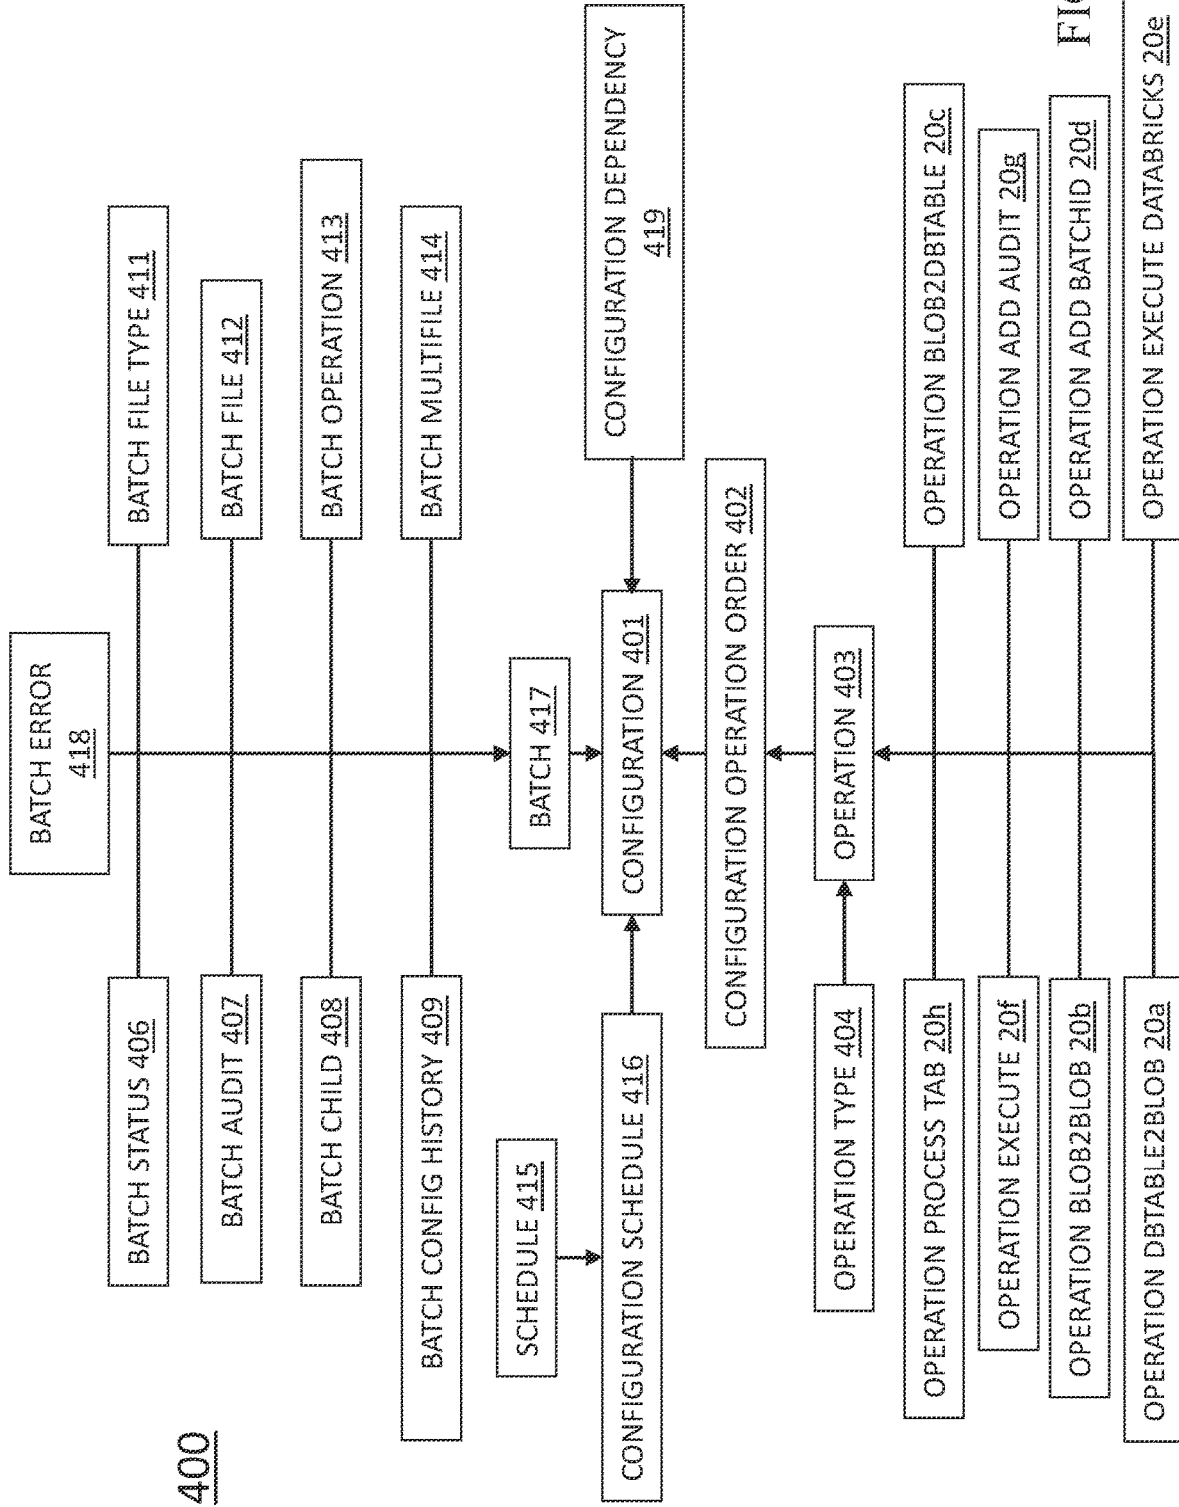 400
BATCH ERROR
418
BATCH STATUS 406
BATCH FILE TYPE 411
BATCH AUDIT 407
BATCH FILE 412
BATCH CHILD 408
BATCH OPERATION 413
BATCH CONFIG HISTORY 409
BATCH MULTIFILE 414
SCHEDULE 415
BATCH 417
CONFIGURATION SCHEDULE 416
CONFIGURATION 401
CONFIGURATION DEPENDENCY
419
CONFIGURATION OPERATION ORDER 402
OPERATION TYPE 404
OPERATION 403
OPERATION PROCESS TAB 20h
OPERATION BLOB2DBTABLE 20c
OPERATION EXECUTE 20f
OPERATION ADD AUDIT 20g
OPERATION BLOB2BLOB 20b
OPERATION ADD BATCHID 20d
OPERATION DBTABLE2BLOB 20a
OPERATION EXECUTE DATABRICKS 20e